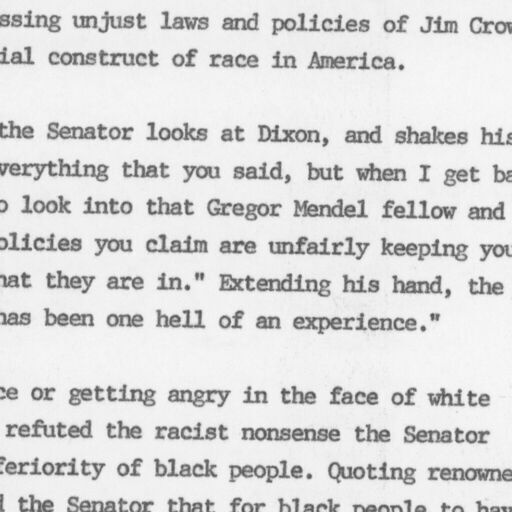 ssing unjust laws and policies of Jim Crow
ial construct of race in America.
the Senator looks at Dixon, and shakes his
verything that you said, but when I get ba
o look into that Gregor Mendel fellow and
olicies you claim are unfairly keeping you
hat they are in." Extending his hand, the
has been one hell of an experience."
ce or getting angry in the face of white
refuted the racist nonsense the Senator
feriority of black people. Quoting renowne
d the Senator that for black people to hav